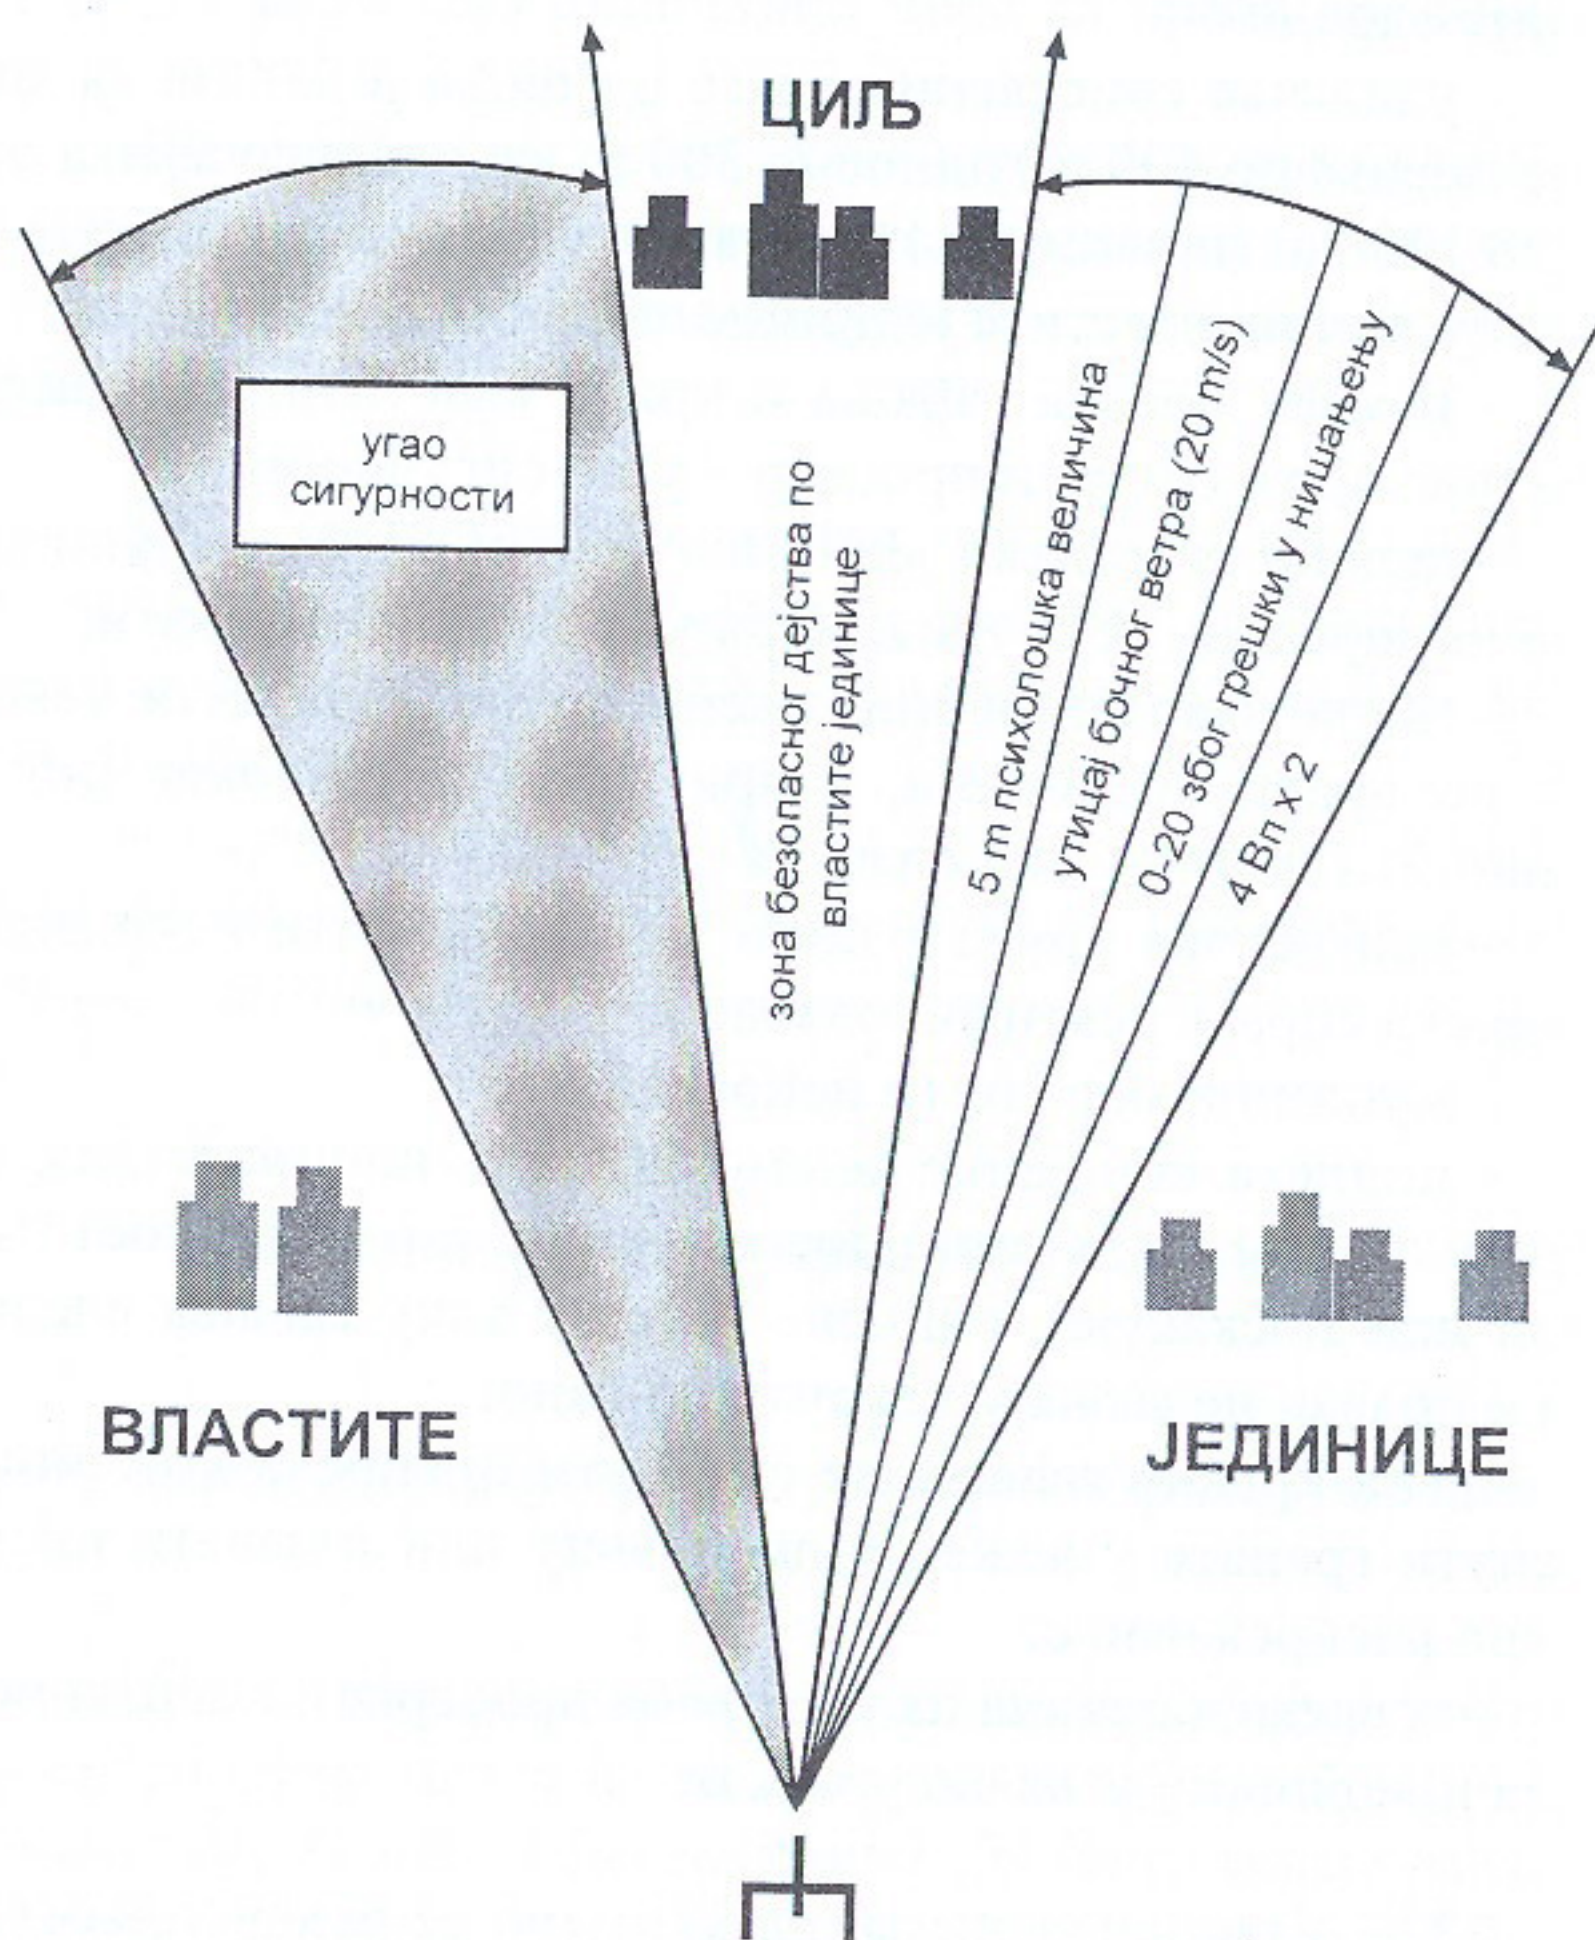 ЦИЉ
угао
сигурности
зона безопасног дејства по
властите јединице
5 m психолошка величина
утицај бочног ветра (20 m/s)
0-20 због грешки у нишањењу
4 Вп x 2
ВЛАСТИТЕ
ЈЕДИНИЦЕ